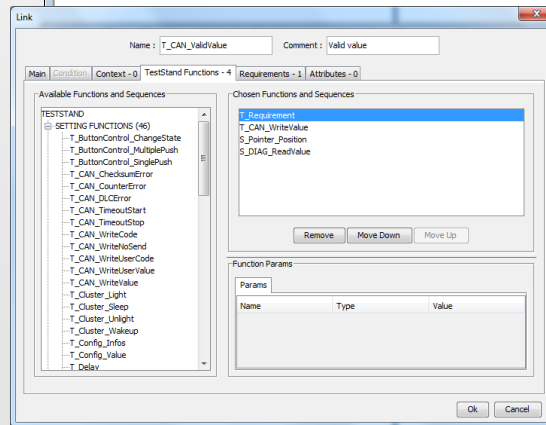 Link
Name : T_CAN_ValidValue Comment : Valid value
Main Condition Context - 0 TestStand Functions - 4 Requirements - 1 Attributes - 0
Available Functions and Sequences
TESTSTAND
SETTING FUNCTIONS (46)
T_ButtonControl_ChangeState
T_ButtonControl_MultiplePush
T_ButtonControl_SinglePush
T_CAN_ChecksumError
T_CAN_CounterError
T_CAN_DLCError
T_CAN_TimeoutStart
T_CAN_TimeoutStop
T_CAN_WriteCode
T_CAN_WriteNoSend
T_CAN_WriteUserCode
T_CAN_WriteUserValue
T_CAN_WriteValue
T_Cluster_Light
T_Cluster_Sleep
T_Cluster_Unlight
T_Cluster_Wakeup
T_Config_Infos
T_Config_Value
T_Delay
Chosen Functions and Sequences
T_Requirement
T_CAN_WriteValue
S_Pointer_Position
S_DIAG_ReadValue
Remove Move Down Move Up
Function Params
Params
Name Type Value
Ok Cancel